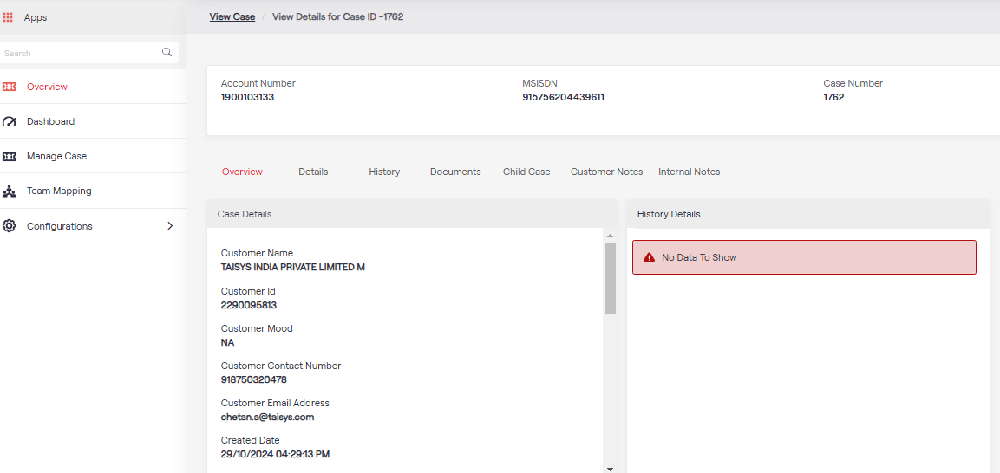 Apps
View Case / View Details for Case ID -1762
Search
Overview
Dashboard
Manage Case
Team Mapping
Configurations
Account Number
1900103133
MSISDN
915756204439611
Case Number
1762
Overview
Details
History
Documents
Child Case
Customer Notes
Internal Notes
Case Details
Customer Name
TAISYS INDIA PRIVATE LIMITED M
Customer Id
2290095813
Customer Mood
NA
Customer Contact Number
918750320478
Customer Email Address
chetan.a@taisys.com
Created Date
29/10/2024 04:29:13 PM
History Details
No Data To Show